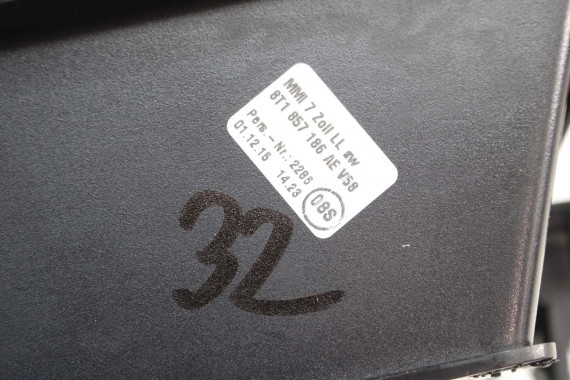 MMI 7 Zoll LL sw
8T1 857 186 AE V58
Pers.-Nr.: 2286
01.12.15 14.23
08S
32